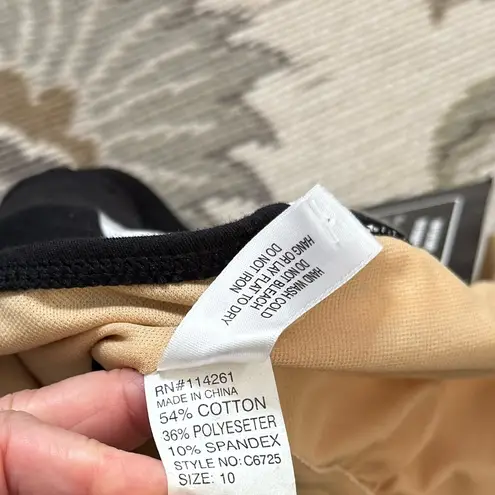 HAND WASH COLD
DO NOT BLEACH
HANG OR LAY FLAT TO DRY
DO NOT IRON
RN#114261
MADE IN CHINA
54% COTTON
36% POLYESETER
10% SPANDEX
STYLE NO: C6725
SIZE: 10